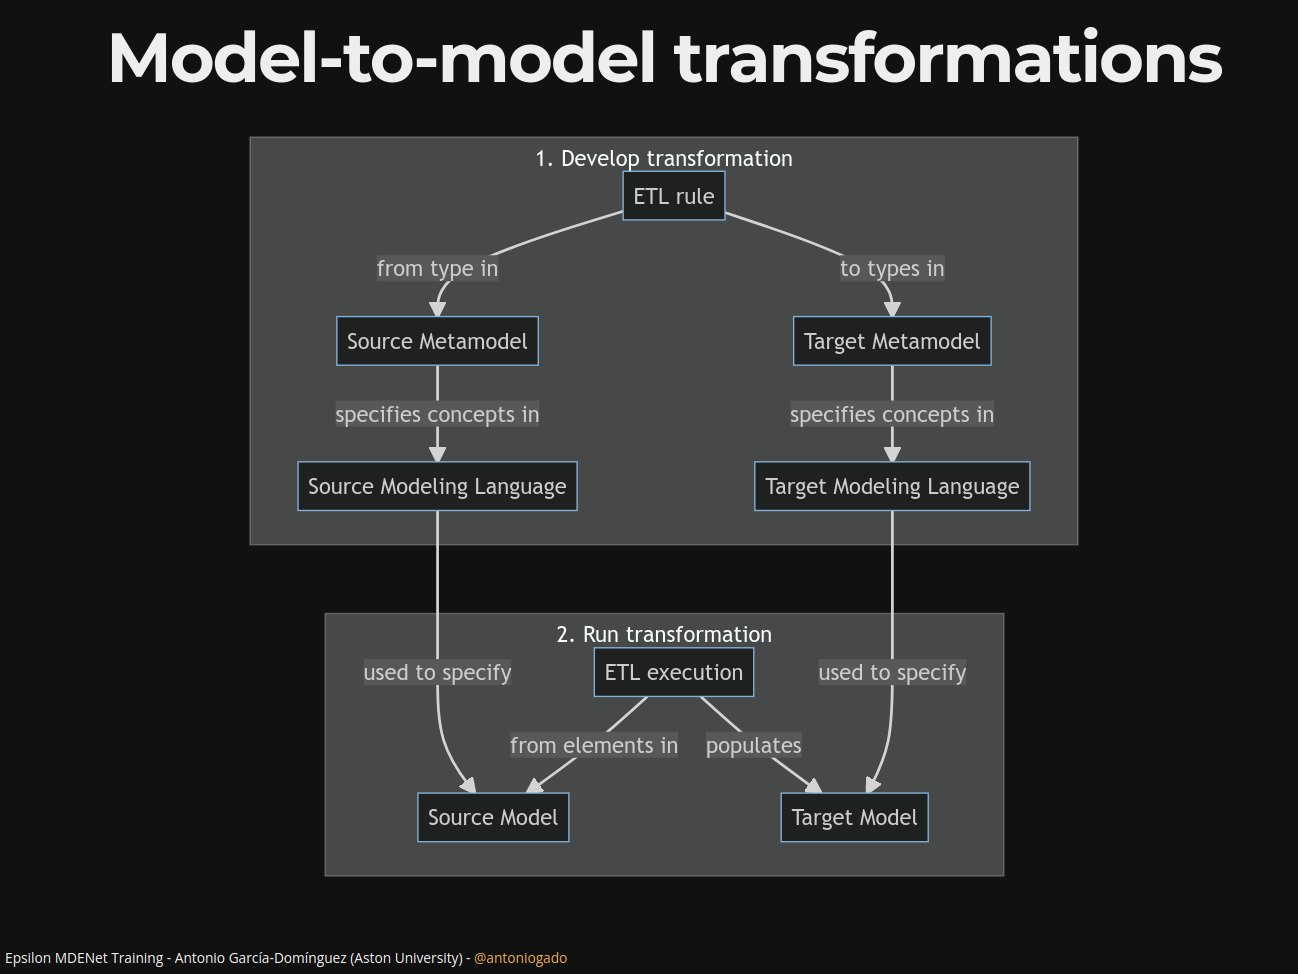 Model-to-model transformations
1. Develop transformation
ETL rule
from type in
to types in
Source Metamodel
Target Metamodel
specifies concepts in
specifies concepts in
Source Modeling Language
Target Modeling Language
2. Run transformation
used to specify
ETL execution
used to specify
from elements in
populates
Source Model
Target Model
Epsilon MDENet Training - Antonio García-Domínguez (Aston University) - @antoniogado